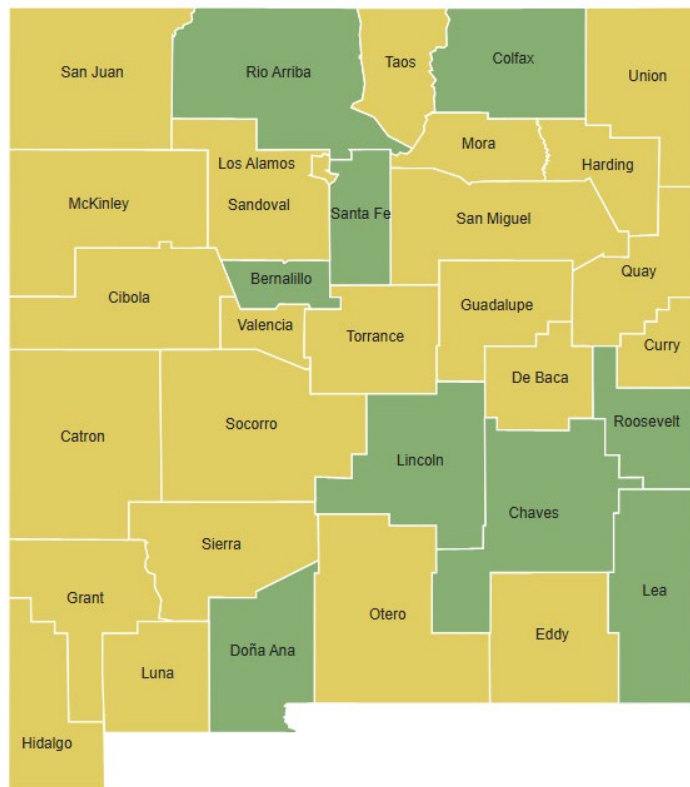 San Juan
Rio Arriba
Taos
Colfax
Union
Mora
Harding
Los Alamos
McKinley
Sandoval
Santa Fe
San Miguel
Bernalillo
Quay
Cibola
Guadalupe
Valencia
Torrance
Curry
De Baca
Catron
Socorro
Roosevelt
Lincoln
Chaves
Sierra
Grant
Lea
Otero
Eddy
Doña Ana
Luna
Hidalgo